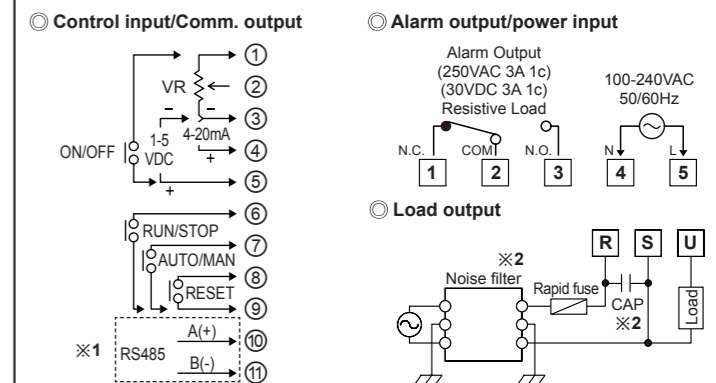 ◎ Control input/Comm. output
①
VR ②
③
4-20mA
④
1-5
VDC
ON/OFF
⑤
− − − + +
⑥
RUN/STOP
⑦
AUTO/MAN
⑧
RESET
⑨
※1 RS485
A(+) ⑩
B(-) ⑪
◎ Alarm output/power input
Alarm Output
(250VAC 3A 1c)
(30VDC 3A 1c)
Resistive Load
N.C. COM N.O.
1 2 3
100-240VAC
50/60Hz
N L
4 5
◎ Load output
R S U
※2
Noise filter
Rapid fuse
CAP
※2
Load